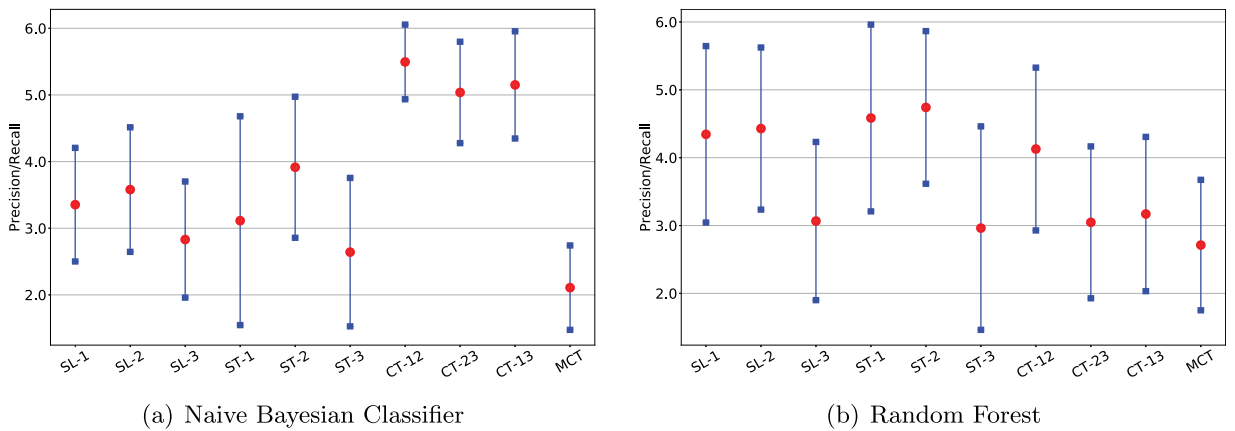 6.0
5.0
4.0
3.0
2.0
Precision/Recall
SL-1 SL-2 SL-3 ST-1 ST-2 ST-3 CT-12 CT-23 CT-13 MCT
(a) Naive Bayesian Classifier
6.0
5.0
4.0
3.0
2.0
Precision/Recall
SL-1 SL-2 SL-3 ST-1 ST-2 ST-3 CT-12 CT-23 CT-13 MCT
(b) Random Forest